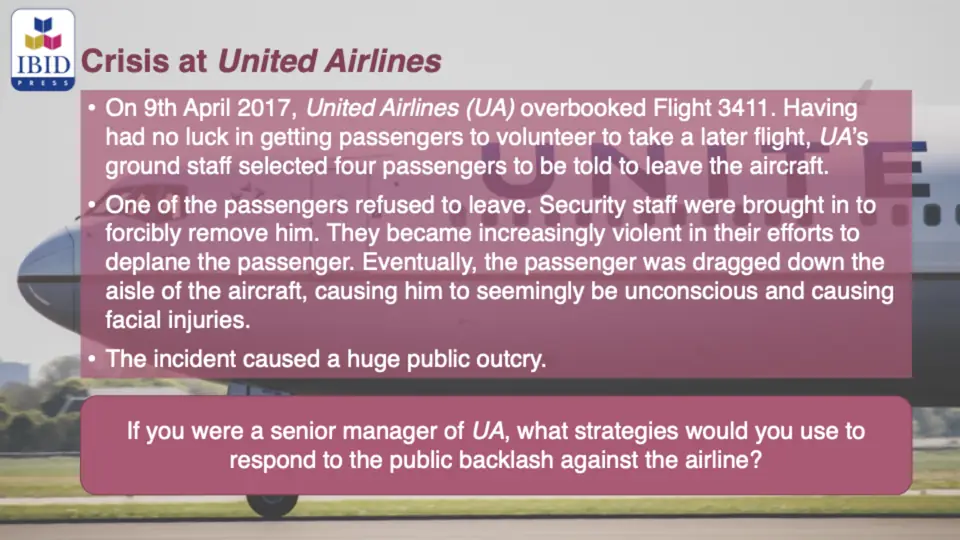 IBID
PRESS
Crisis at United Airlines
• On 9th April 2017, United Airlines (UA) overbooked Flight 3411. Having
had no luck in getting passengers to volunteer to take a later flight, UA’s
ground staff selected four passengers to be told to leave the aircraft.
• One of the passengers refused to leave. Security staff were brought in to
forcibly remove him. They became increasingly violent in their efforts to
deplane the passenger. Eventually, the passenger was dragged down the
aisle of the aircraft, causing him to seemingly be unconscious and causing
facial injuries.
• The incident caused a huge public outcry.
UNITE
If you were a senior manager of UA, what strategies would you use to
respond to the public backlash against the airline?